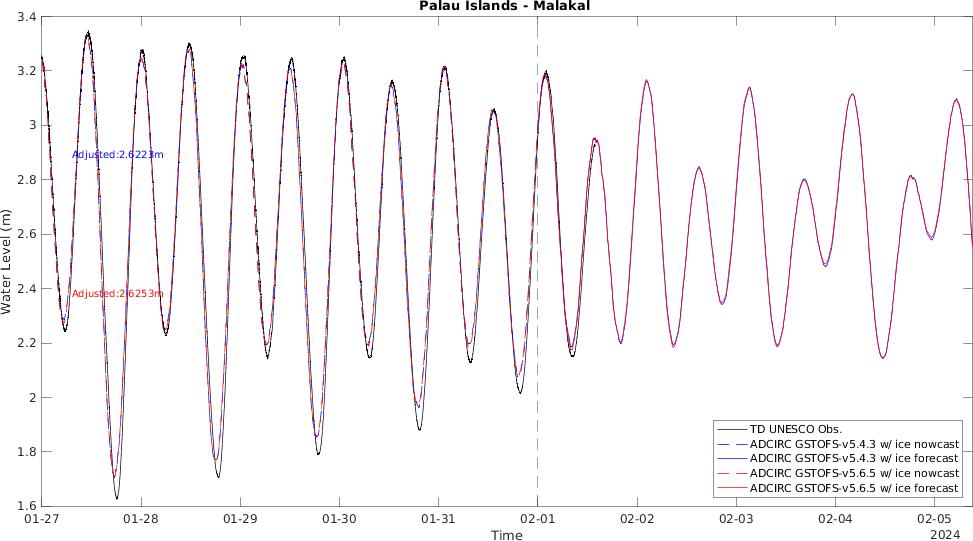 Palau Islands - Malakal
3.4
3.2
3
2.8
2.6
2.4
2.2
2
1.8
1.6
Water Level (m)
Adjusted:2.6223m
Adjusted:2.6253m
TD UNESCO Obs.
ADCIRC GSTOFS-v5.4.3 w/ ice nowcast
ADCIRC GSTOFS-v5.4.3 w/ ice forecast
ADCIRC GSTOFS-v5.6.5 w/ ice nowcast
ADCIRC GSTOFS-v5.6.5 w/ ice forecast
01-27 01-28 01-29 01-30 01-31 02-01 02-02 02-03 02-04 02-05
2024
Time